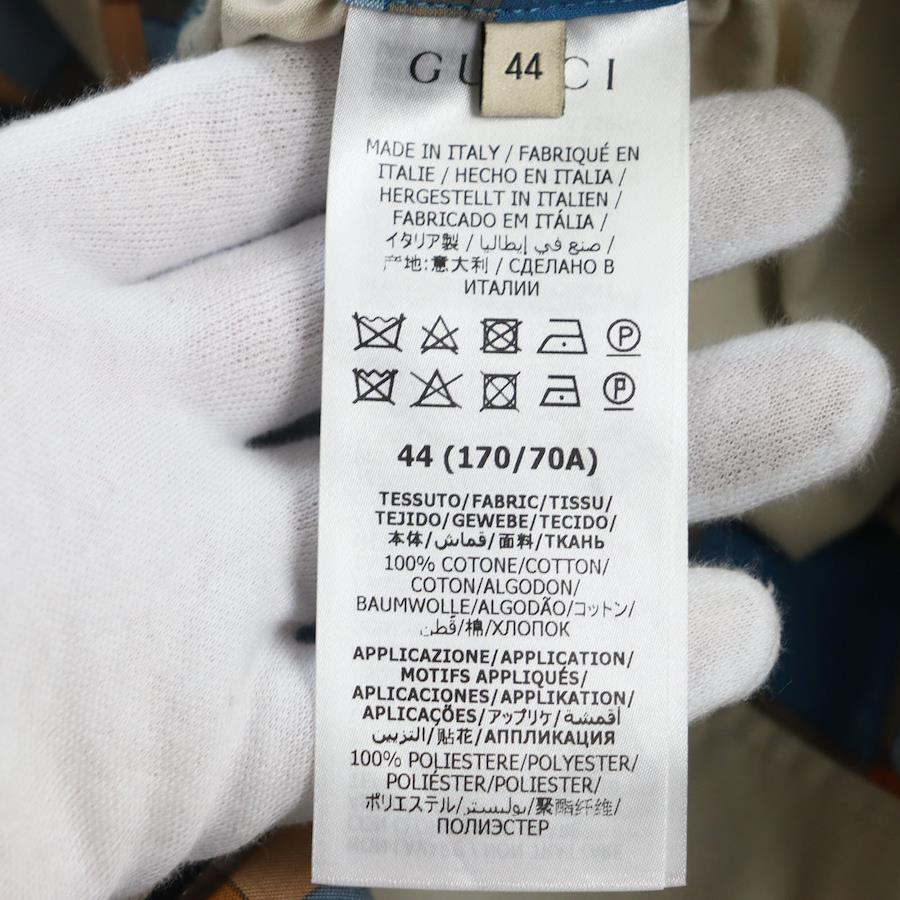 GUCCI
44
MADE IN ITALY / FABRIQUÉ EN
ITALIE / HECHO EN ITALIA /
HERGESTELLT IN ITALIEN /
FABRICADO EM ITÁLIA /
イタリア製 / صنع في إيطاليا /
产地:意大利 / СДЕЛАНО В
ИТАЛИИ
P
P
44 (170/70A)
TESSUTO/FABRIC/TISSU/
TEJIDO/GEWEBE/TECIDO/
本体/قماش/面料/ТКАНЬ
100% COTONE/COTTON/
COTON/ALGODON/
BAUMWOLLE/ALGODÃO/コットン/
قُطن/棉/ХЛОПОК
APPLICAZIONE/APPLICATION/
MOTIFS APPLIQUÉS/
APLICACIONES/APPLIKATION/
APLICAÇÕES/アップリケ/أقمشة
التزيين/贴花/АППЛИКАЦИЯ
100% POLIESTERE/POLYESTER/
POLIÉSTER/POLIESTER/
ポリエステル/بوليستر/聚酯纤维/
ПОЛИЭСТЕР